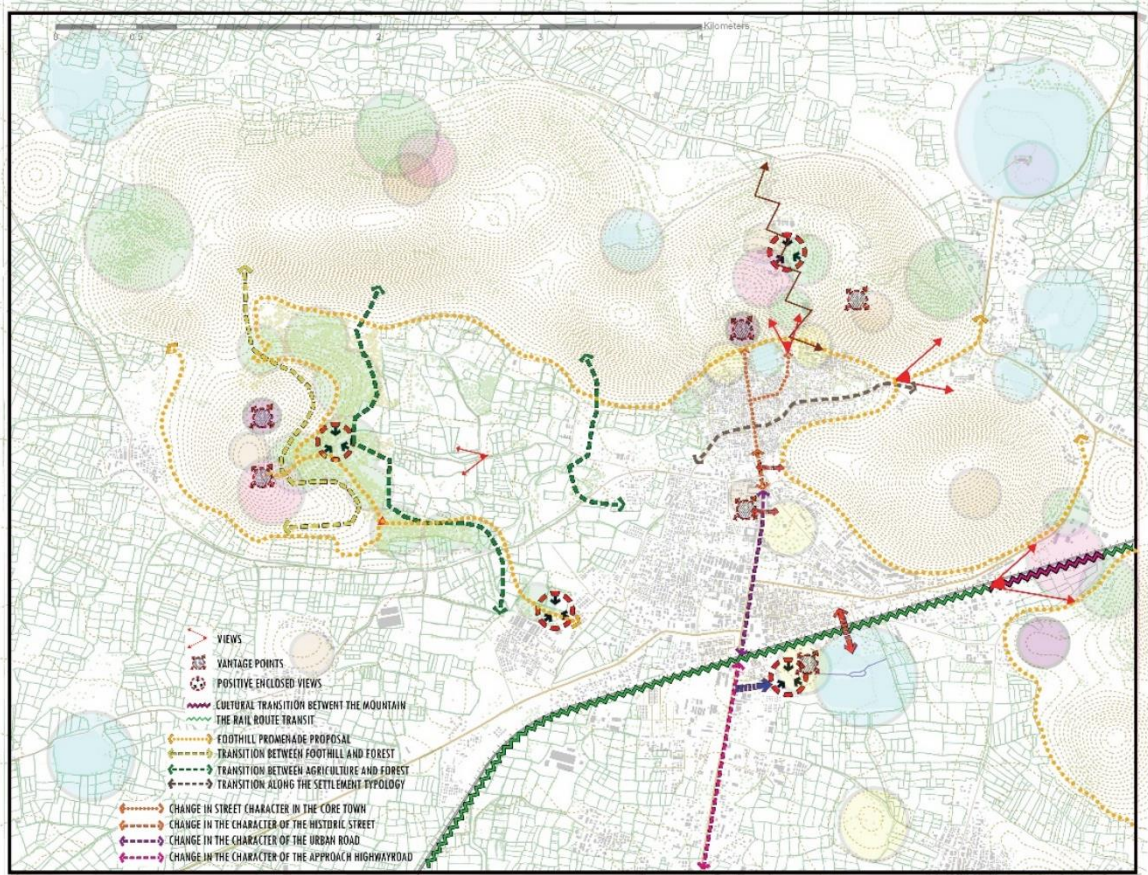 0 0.5 1 2 3 4 Kilometers
VIEWS
VANTAGE POINTS
POSITIVE ENCLOSED VIEWS
CULTURAL TRANSITION BETWENT THE MOUNTAIN
THE RAIL ROUTE TRANSIT
FOOTHILL PROMENADE PROPOSAL
TRANSITION BETWEEN FOOTHILL AND FOREST
TRANSITION BETWEEN AGRICULTURE AND FOREST
TRANSITION ALONG THE SETTLEMENT TYPOLOGY
CHANGE IN STREET CHARACTER IN THE CORE TOWN
CHANGE IN THE CHARACTER OF THE HISTORIC STREET
CHANGE IN THE CHARACTER OF THE URBAN ROAD
CHANGE IN THE CHARACTER OF THE APPROACH HIGHWAYROAD